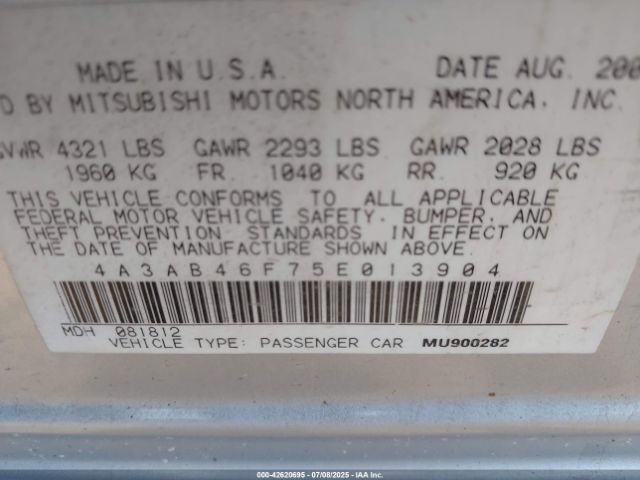 MADE IN U.S.A. DATE AUG. 200
D BY MITSUBISHI MOTORS NORTH AMERICA, INC.
GVWR 4321 LBS GAWR 2293 LBS GAWR 2028 LBS
1960 KG FR. 1040 KG RR. 920 KG
THIS VEHICLE CONFORMS TO ALL APPLICABLE
FEDERAL MOTOR VEHICLE SAFETY, BUMPER, AND
THEFT PREVENTION STANDARDS IN EFFECT ON
THE DATE OF MANUFACTURE SHOWN ABOVE.
4A3AB46F75E013904
MDH 081812
VEHICLE TYPE: PASSENGER CAR MU900282
000-42620695 - 07/08/2025 - IAA Inc.